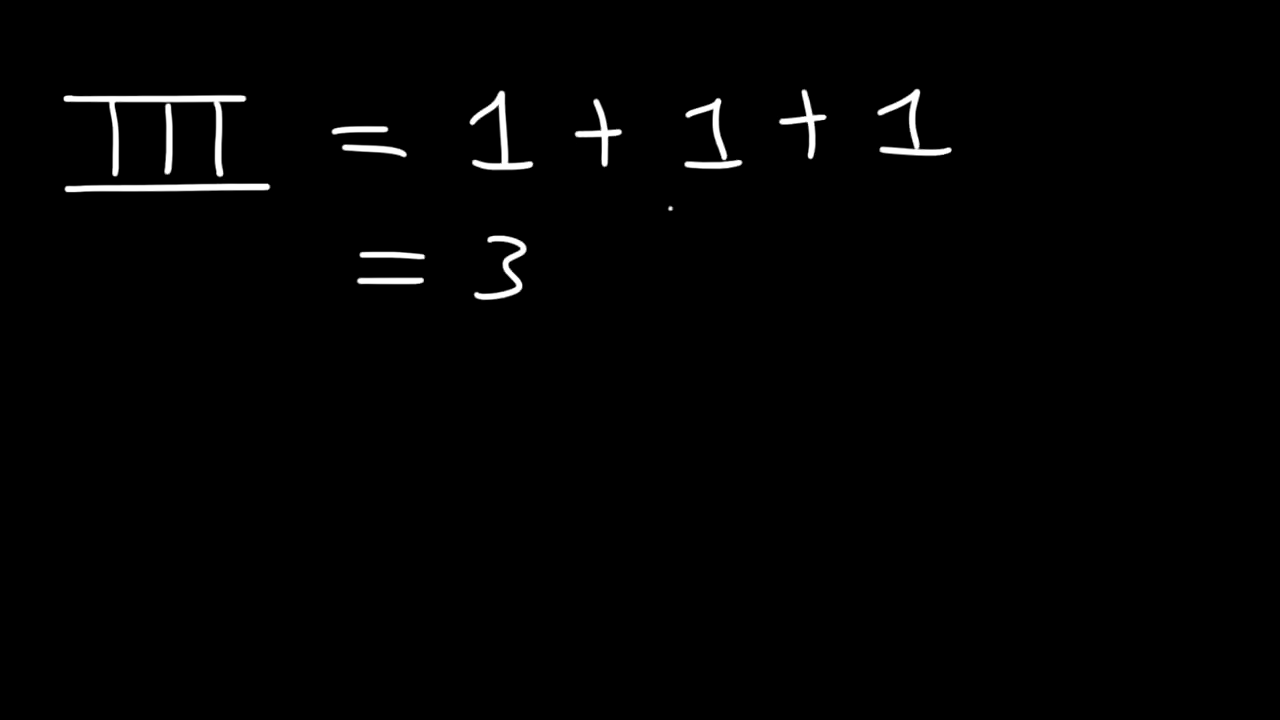 III = 1 + 1 + 1
= 3